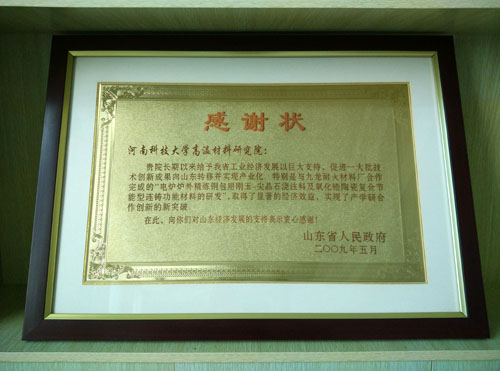 感谢状
河南科技大学高温材料研究院：
贵院长期以来给予我省工业经济发展以巨大支持，促进一大批技
术创新成果向山东转移并实现产业化。特别是与九龙耐火材料厂合作
完成的“电炉炉外精炼钢包用刚玉-尖晶石浇注料及氧化锆陶瓷复合节
能型连铸功能材料的研发”，取得了显著的经济效益，实现了产学研合
作创新的新突破。
在此，向你们对山东经济发展的支持表示衷心感谢！
山东省人民政府
二〇〇九年五月